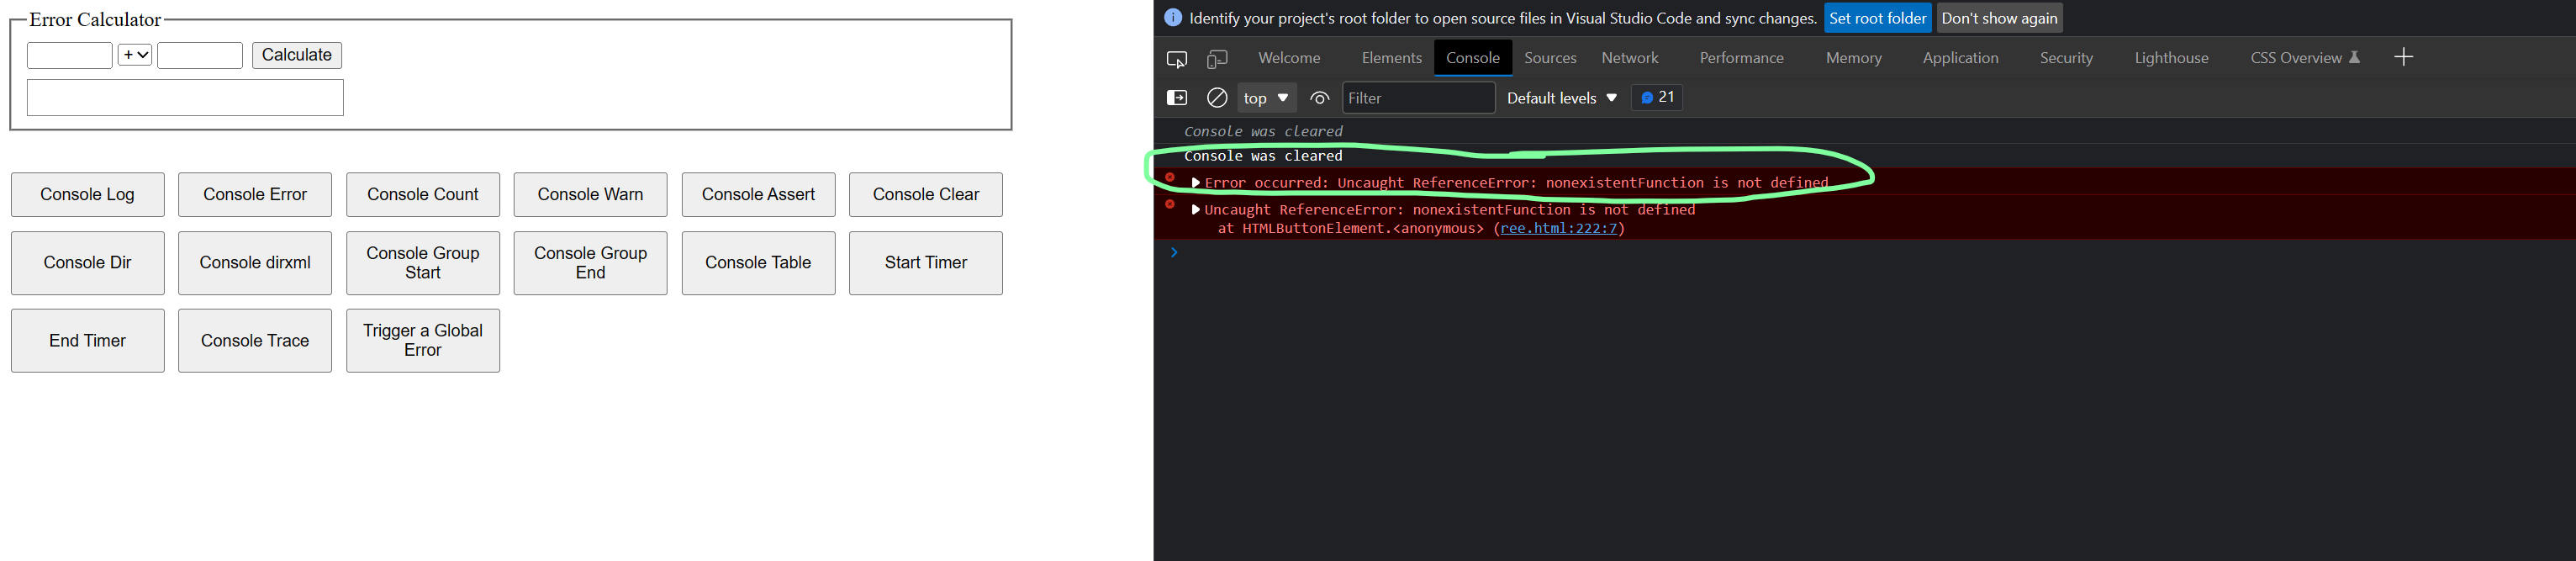 Error Calculator
+
Calculate
Console Log
Console Error
Console Count
Console Warn
Console Assert
Console Clear
Console Dir
Console dirxml
Console Group
Start
Console Group
End
Console Table
Start Timer
End Timer
Console Trace
Trigger a Global
Error
Identify your project's root folder to open source files in Visual Studio Code and sync changes. Set root folder Don't show again
Welcome Elements Console Sources Network Performance Memory Application Security Lighthouse CSS Overview
top Filter Default levels 21
Console was cleared
Console was cleared
Error occurred: Uncaught ReferenceError: nonexistentFunction is not defined
Uncaught ReferenceError: nonexistentFunction is not defined
at HTMLButtonElement.<anonymous> (ree.html:222:7)